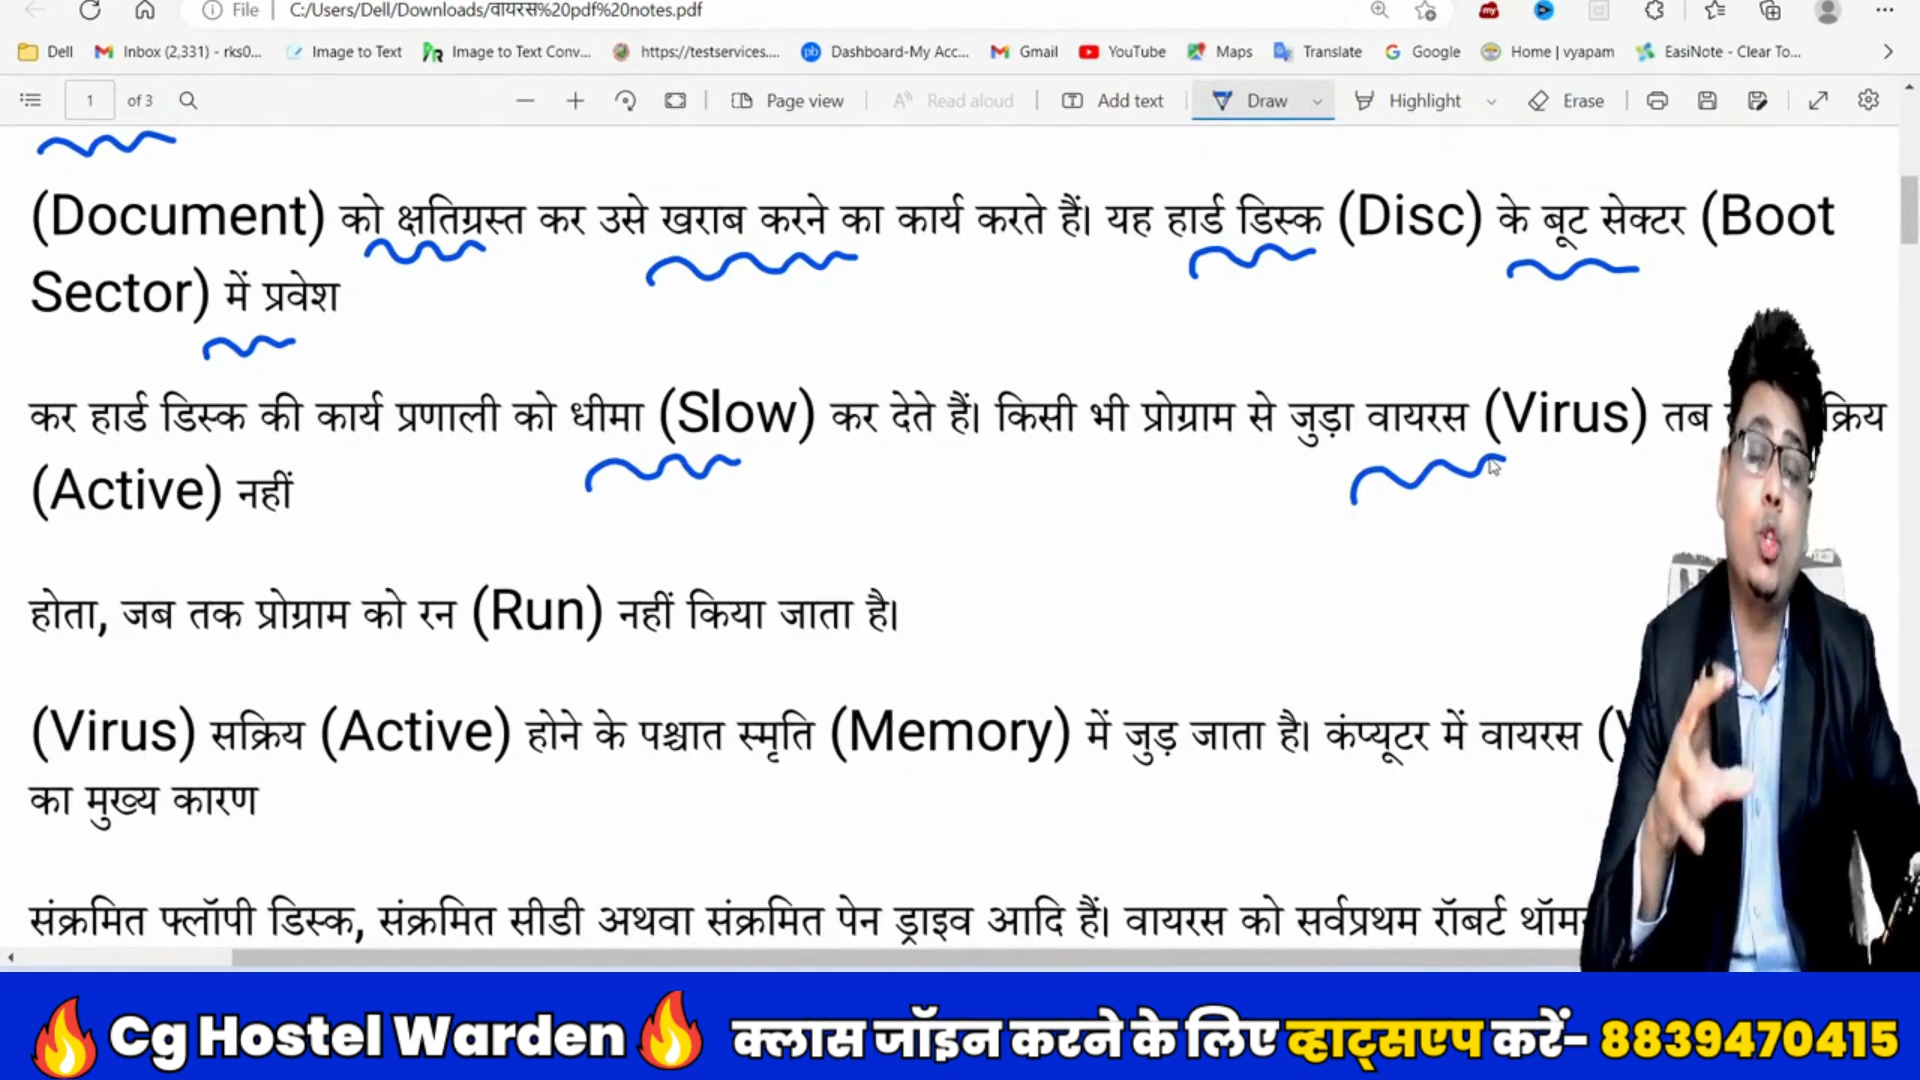 File | C:/Users/Dell/Downloads/वायरस%20pdf%20notes.pdf
Dell Inbox (2,331) - rks0... Image to Text Image to Text Conv... https://testservices.... Dashboard-My Acc... Gmail YouTube Maps Translate Google Home | vyapam EasiNote - Clear To...
1 of 3 Page view Read aloud Add text Draw Highlight Erase
(Document) को क्षतिग्रस्त कर उसे खराब करने का कार्य करते हैं। यह हार्ड डिस्क (Disc) के बूट सेक्टर (Boot
Sector) में प्रवेश
कर हार्ड डिस्क की कार्य प्रणाली को धीमा (Slow) कर देते हैं। किसी भी प्रोग्राम से जुड़ा वायरस (Virus) तब
(Active) नहीं
होता, जब तक प्रोग्राम को रन (Run) नहीं किया जाता है।
(Virus) सक्रिय (Active) होने के पश्चात स्मृति (Memory) में जुड़ जाता है। कंप्यूटर में वायरस
का मुख्य कारण
संक्रमित फ्लॉपी डिस्क, संक्रमित सीडी अथवा संक्रमित पेन ड्राइव आदि हैं। वायरस को सर्वप्रथम रॉबर्ट
Cg Hostel Warden क्लास जॉइन करने के लिए व्हाट्सएप करें- 8839470415